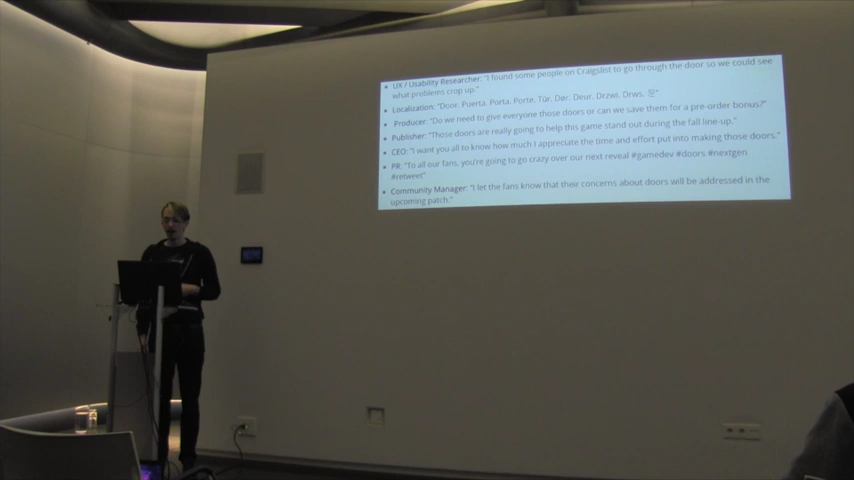 • UX / Usability Researcher: "I found some people on Craigslist to go through the door so we could see
what problems crop up."
• Localization: "Door. Puerta. Porta. Porte. Tür. Dør. Deur. Drzwi. Drws. 문"
• Producer: "Do we need to give everyone those doors or can we save them for a pre-order bonus?"
• Publisher: "Those doors are really going to help this game stand out during the fall line-up."
• CEO: "I want you all to know how much I appreciate the time and effort put into making those doors."
• PR: "To all our fans, you're going to go crazy over our next reveal #gamedev #doors #nextgen
#retweet"
• Community Manager: "I let the fans know that their concerns about doors will be addressed in the
upcoming patch."